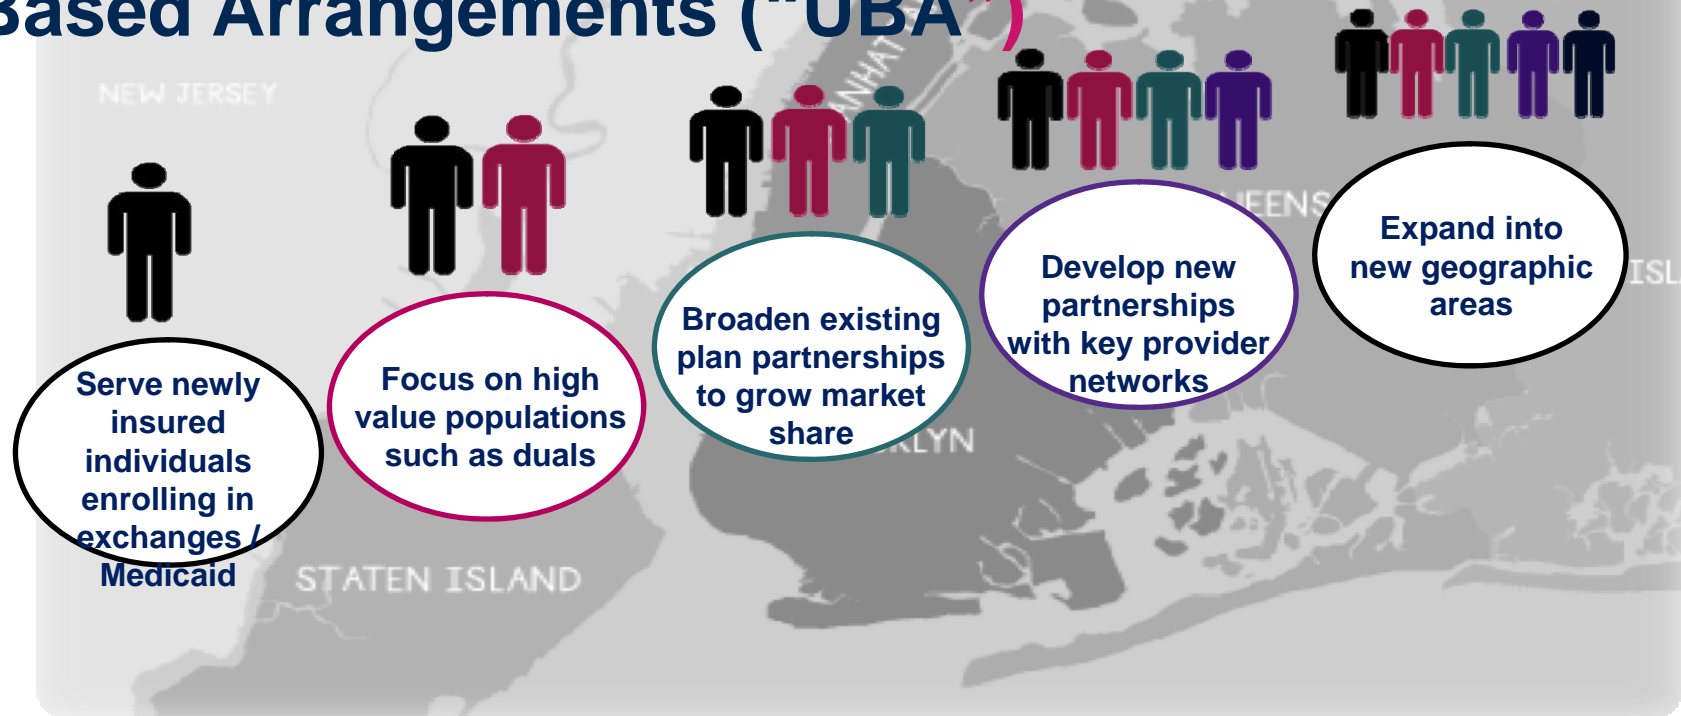 Based Arrangements ("UBA")
NEW JERSEY
Serve newly
insured
individuals
enrolling in
exchanges /
Medicaid
Focus on high
value populations
such as duals
Broaden existing
plan partnerships
to grow market
share
Develop new
partnerships
with key provider
networks
Expand into
new geographic
areas
STATEN ISLAND